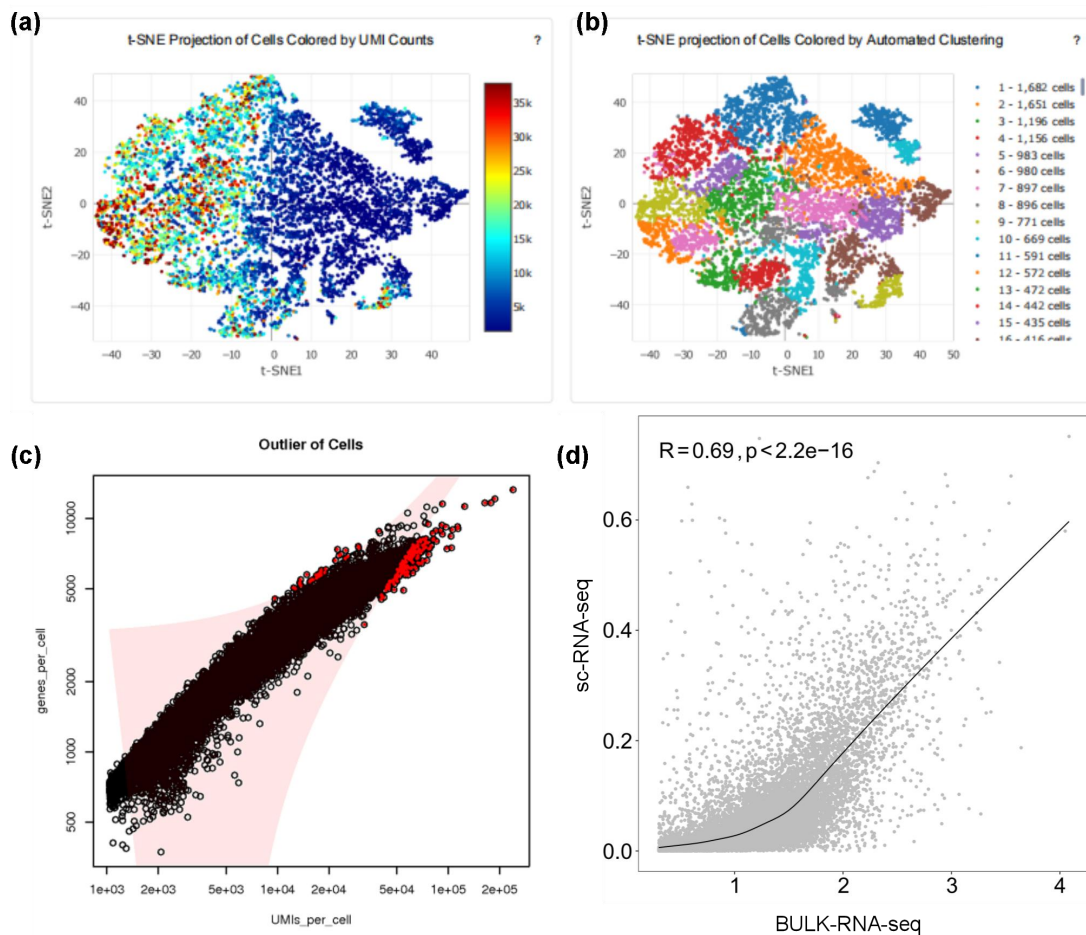 (a)
t-SNE Projection of Cells Colored by UMI Counts
?
40
20
0
−20
−40
t-SNE2
−40 −30 −20 −10 0 10 20 30 40
t-SNE1
35k
30k
25k
20k
15k
10k
5k
(b)
t-SNE projection of Cells Colored by Automated Clustering
?
40
20
0
−20
−40
t-SNE2
−40 −30 −20 −10 0 10 20 30 40 50
t-SNE1
1 - 1,682 cells
2 - 1,651 cells
3 - 1,196 cells
4 - 1,156 cells
5 - 983 cells
6 - 980 cells
7 - 897 cells
8 - 896 cells
9 - 771 cells
10 - 669 cells
11 - 591 cells
12 - 572 cells
13 - 472 cells
14 - 442 cells
15 - 435 cells
16 - 416 cells
(c)
Outlier of Cells
10000
5000
2000
1000
500
genes_per_cell
1e+03 2e+03 5e+03 1e+04 2e+04 5e+04 1e+05 2e+05
UMIs_per_cell
(d)
R=0.69, p<2.2e−16
0.6
0.4
0.2
0.0
sc-RNA-seq
1 2 3 4
BULK-RNA-seq